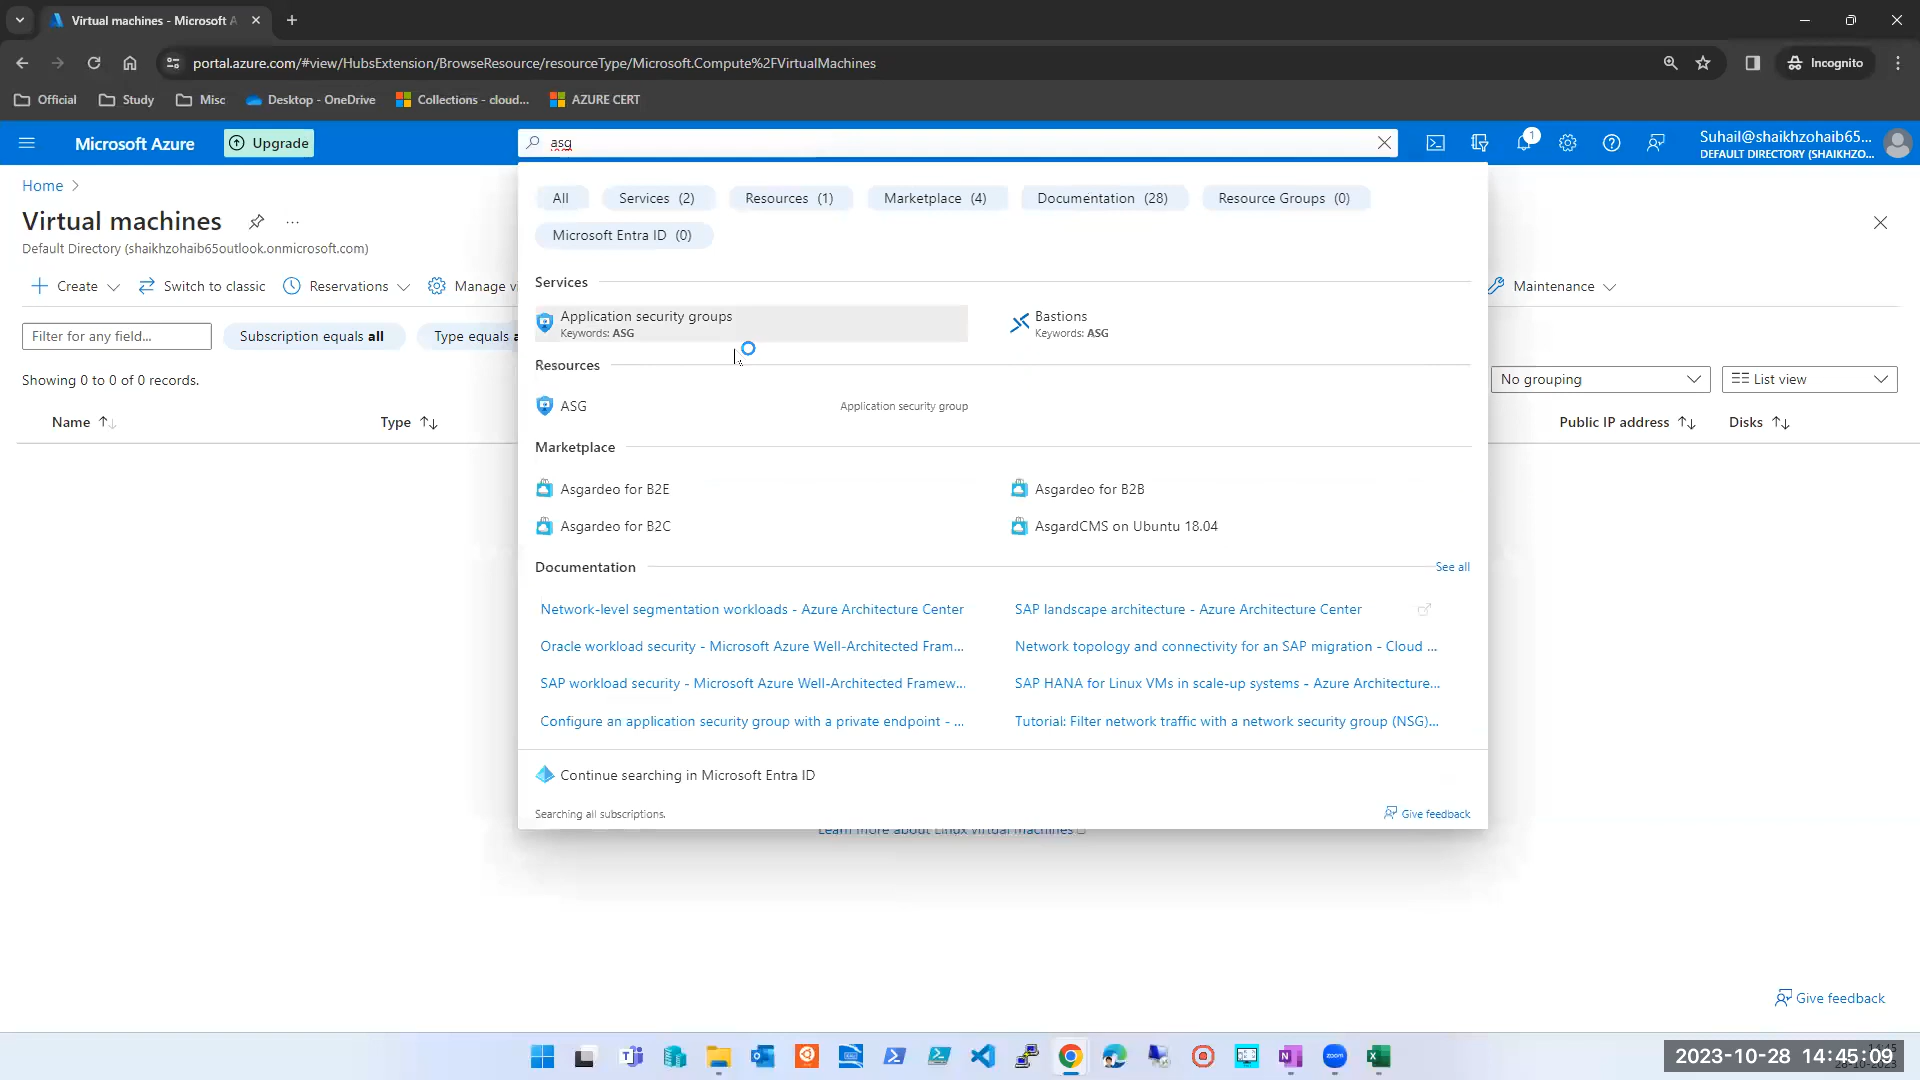 Virtual machines - Microsoft A
portal.azure.com/#view/HubsExtension/BrowseResource/resourceType/Microsoft.Compute%2FVirtualMachines
Incognito
Official
Study
Misc
Desktop - OneDrive
Collections - cloud...
AZURE CERT
Microsoft Azure
Upgrade
asg
1
Suhail@shaikhzohaib65...
DEFAULT DIRECTORY (SHAIKHZO...
Home
All
Services (2)
Resources (1)
Marketplace (4)
Documentation (28)
Resource Groups (0)
Microsoft Entra ID (0)
Virtual machines
Default Directory (shaikhzohaib65outlook.onmicrosoft.com)
Create
Switch to classic
Reservations
Manage vi
Maintenance
Services
Application security groups
Keywords: ASG
Bastions
Keywords: ASG
Filter for any field...
Subscription equals all
Type equals a
Resources
Showing 0 to 0 of 0 records.
No grouping
List view
ASG
Application security group
Name
Type
Public IP address
Disks
Marketplace
Asgardeo for B2E
Asgardeo for B2B
Asgardeo for B2C
AsgardCMS on Ubuntu 18.04
Documentation
See all
Network-level segmentation workloads - Azure Architecture Center
SAP landscape architecture - Azure Architecture Center
Oracle workload security - Microsoft Azure Well-Architected Fram...
Network topology and connectivity for an SAP migration - Cloud ...
SAP workload security - Microsoft Azure Well-Architected Framew...
SAP HANA for Linux VMs in scale-up systems - Azure Architecture...
Configure an application security group with a private endpoint - ...
Tutorial: Filter network traffic with a network security group (NSG)...
Continue searching in Microsoft Entra ID
Searching all subscriptions.
Give feedback
Learn more about Linux virtual machines
Give feedback
zoom
2023-10-28 14:45:09